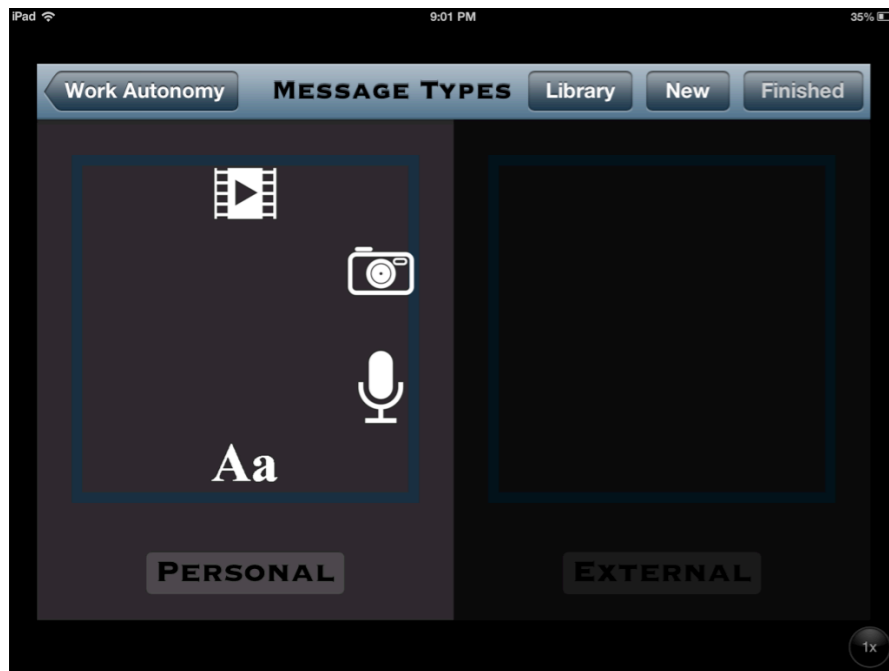 iPad 9:01 PM 35%
Work Autonomy MESSAGE TYPES Library New Finished
Aa
PERSONAL EXTERNAL
1x